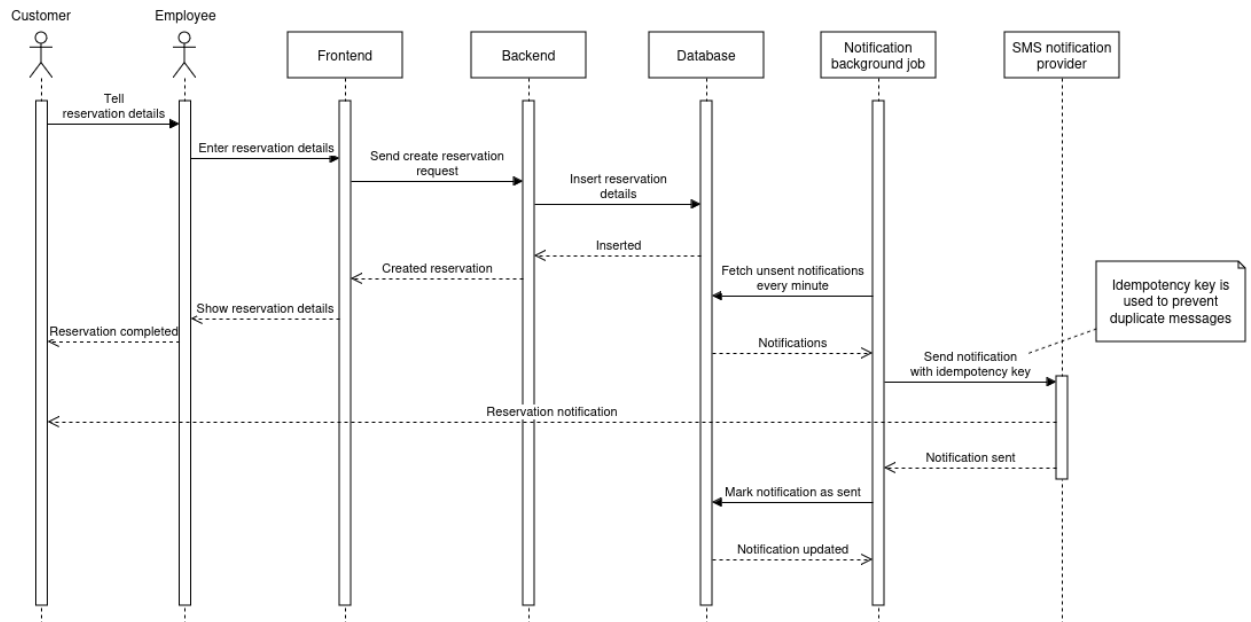 Customer
Employee
Frontend
Backend
Database
Notification
background job
SMS notification
provider
Tell
reservation details
Enter reservation details
Send create reservation
request
Insert reservation
details
Inserted
Created reservation
Fetch unsent notifications
every minute
Idempotency key is
used to prevent
duplicate messages
Show reservation details
Reservation completed
Notifications
Send notification
with idempotency key
Reservation notification
Notification sent
Mark notification as sent
Notification updated